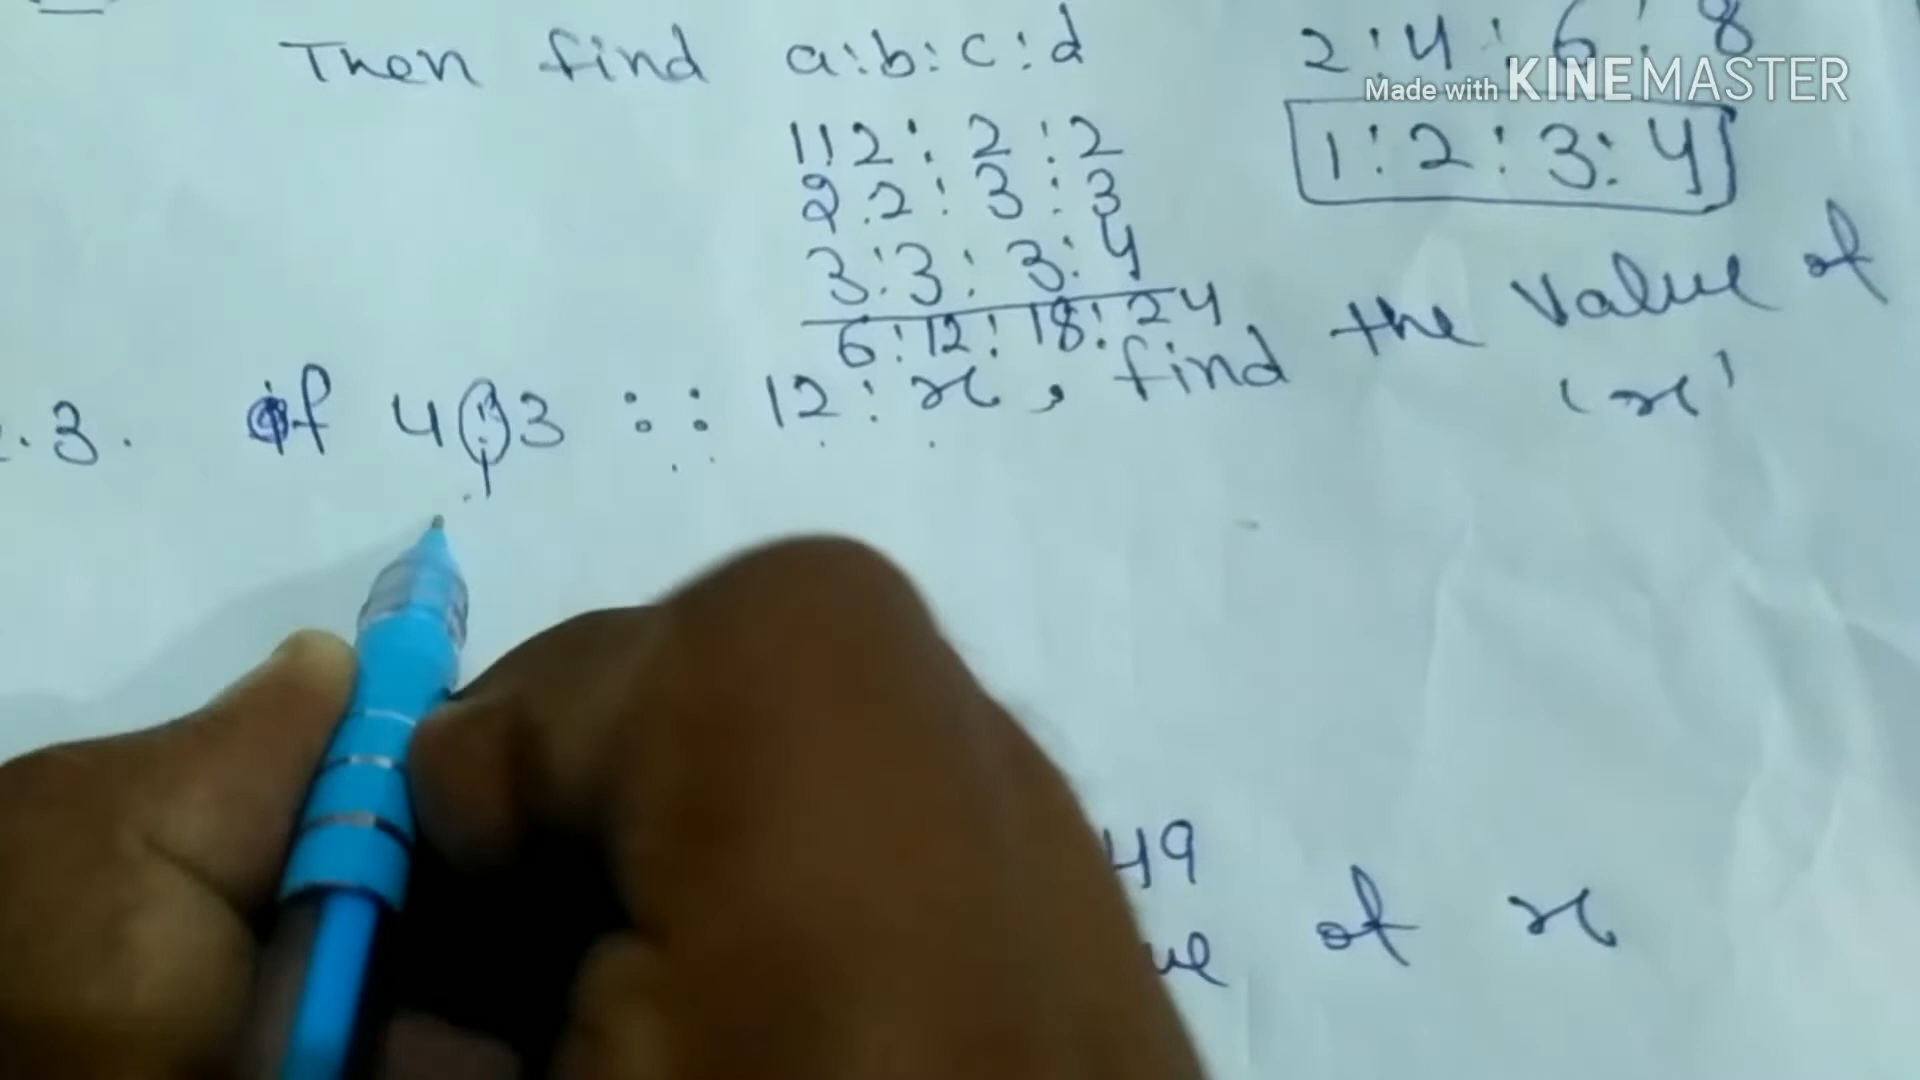 Then find a:b:c:d
2:4:6:8
Made with KINEMASTER
1:2:3:4
1:2:2:2
2:2:3:3
3:3:3:4
6:12:18:24
.3. if 4:3 :: 12:x, find the value of
'x'
49
of x